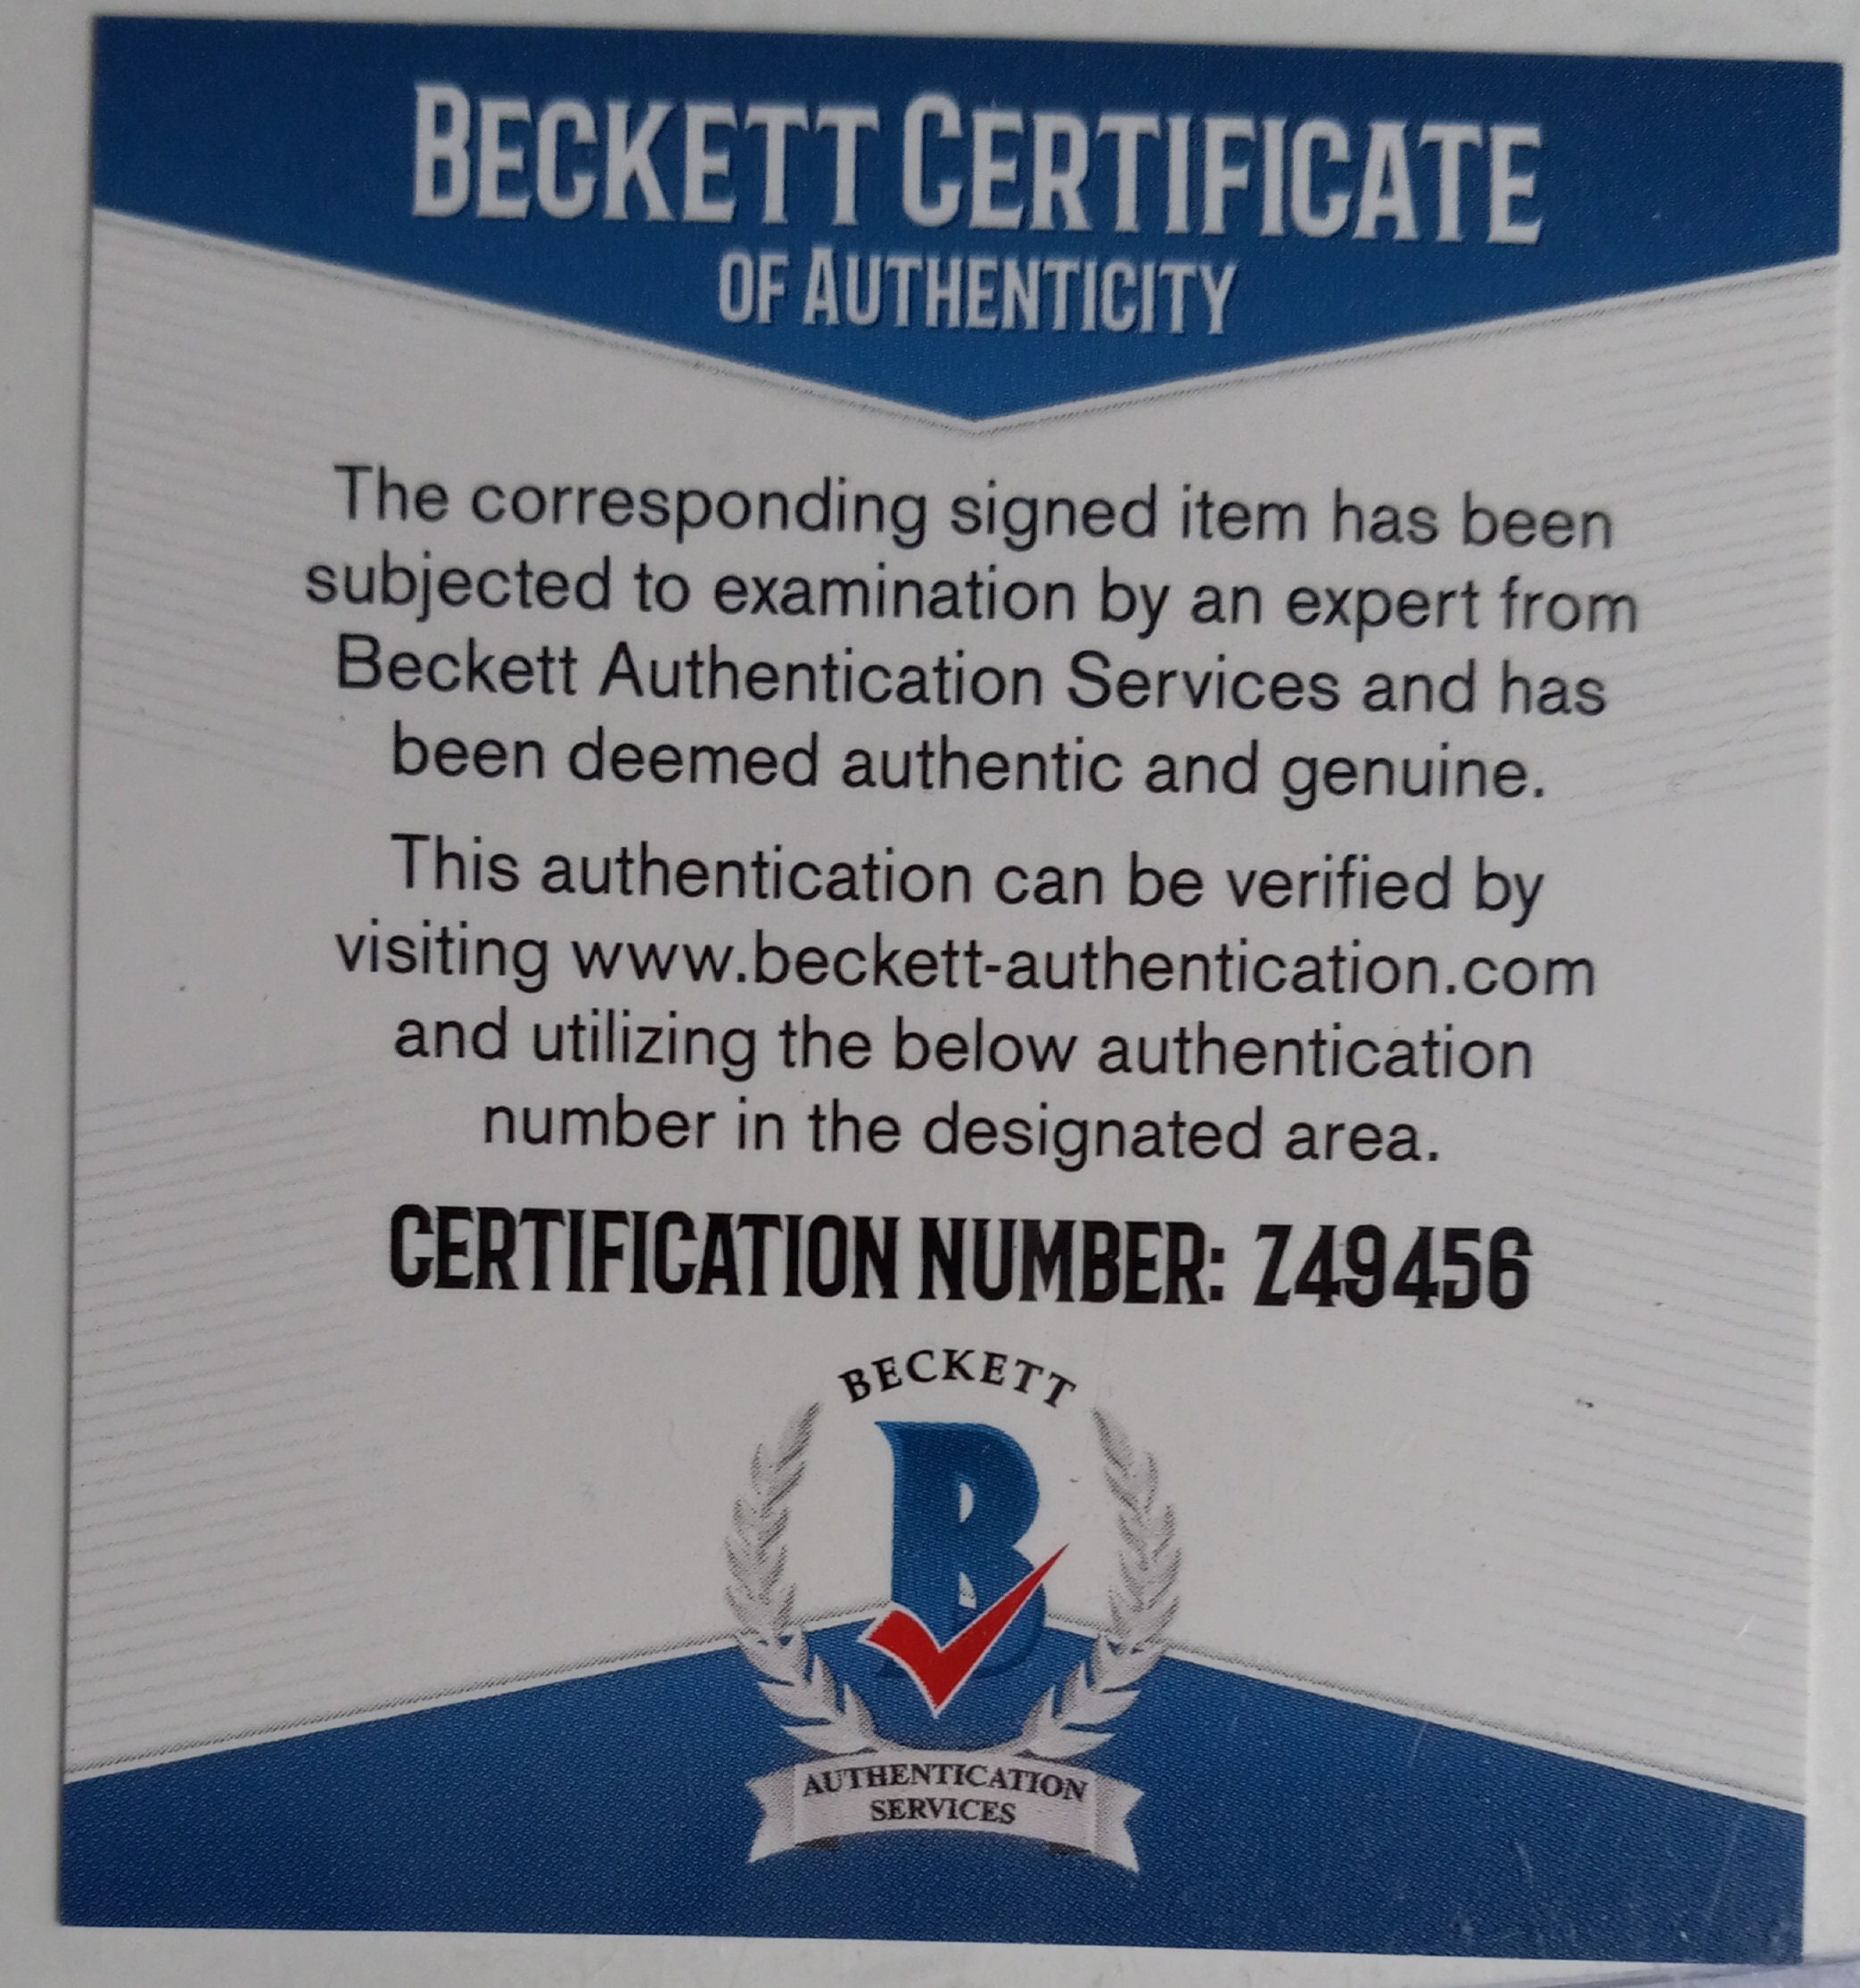 BECKETT CERTIFICATE
OF AUTHENTICITY
The corresponding signed item has been
subjected to examination by an expert from
Beckett Authentication Services and has
been deemed authentic and genuine.
This authentication can be verified by
visiting www.beckett-authentication.com
and utilizing the below authentication
number in the designated area.
CERTIFICATION NUMBER: Z49456
BECKETT
B
AUTHENTICATION
SERVICES